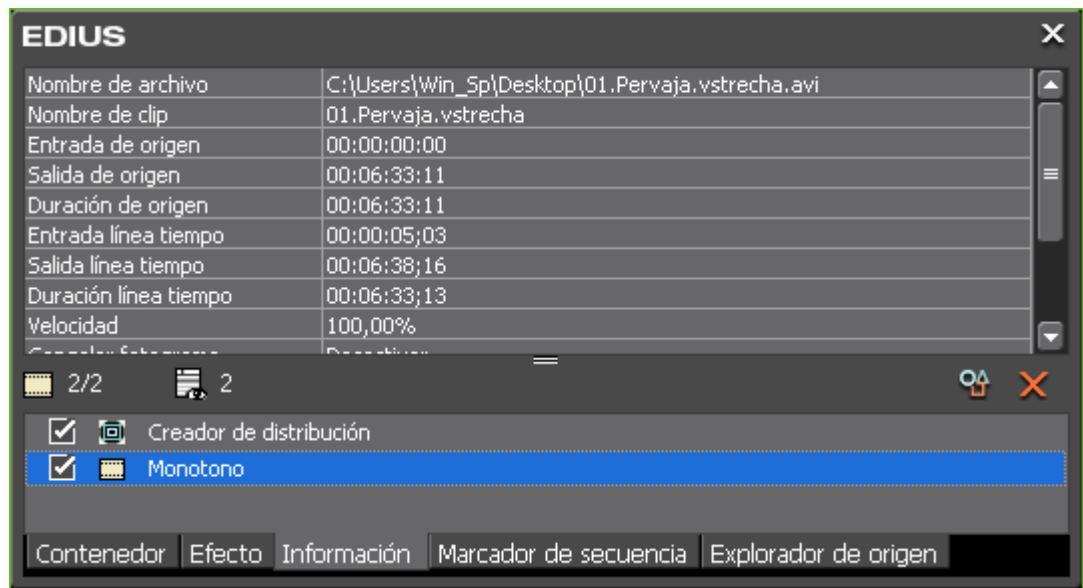 EDIUS
Nombre de archivo C:\Users\Win_Sp\Desktop\01.Pervaja.vstrecha.avi
Nombre de clip 01.Pervaja.vstrecha
Entrada de origen 00:00:00:00
Salida de origen 00:06:33:11
Duración de origen 00:06:33:11
Entrada línea tiempo 00:00:05;03
Salida línea tiempo 00:06:38;16
Duración línea tiempo 00:06:33;13
Velocidad 100,00%
2/2 2
Creador de distribución
Monotono
Contenedor Efecto Información Marcador de secuencia Explorador de origen